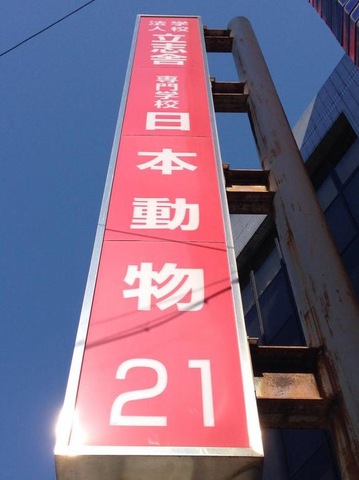 学校法人 立志舎
専門学校
日本動物
21